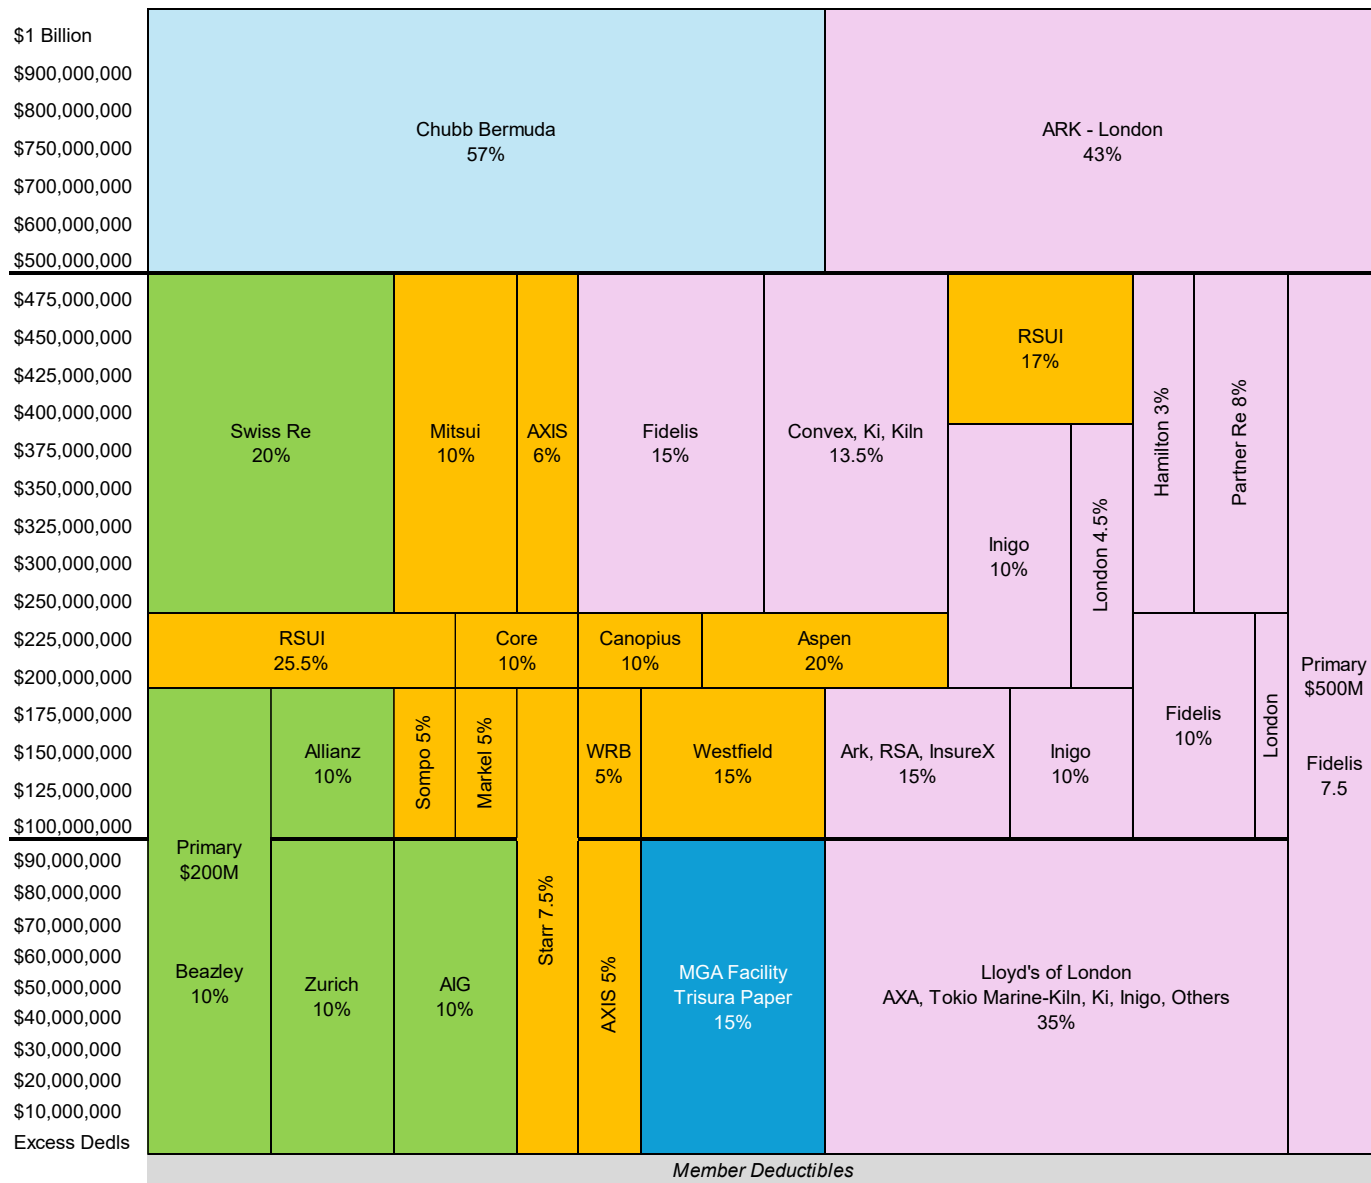 $1 Billion
$900,000,000
$800,000,000
$750,000,000
$700,000,000
$600,000,000
$500,000,000
Chubb Bermuda
57%
ARK - London
43%
$475,000,000
$450,000,000
$425,000,000
$400,000,000
$375,000,000
$350,000,000
$325,000,000
$300,000,000
$250,000,000
Swiss Re
20%
Mitsui
10%
AXIS
6%
Fidelis
15%
Convex, Ki, Kiln
13.5%
RSUI
17%
Inigo
10%
London 4.5%
Hamilton 3%
Partner Re 8%
$225,000,000
$200,000,000
RSUI
25.5%
Core
10%
Canopius
10%
Aspen
20%
Primary
$500M
Fidelis
7.5
$175,000,000
$150,000,000
$125,000,000
$100,000,000
Primary
$200M
Beazley
10%
Allianz
10%
Sompo 5%
Markel 5%
Starr 7.5%
WRB
5%
Westfield
15%
Ark, RSA, InsureX
15%
Inigo
10%
Fidelis
10%
London
$90,000,000
$80,000,000
$70,000,000
$60,000,000
$50,000,000
$40,000,000
$30,000,000
$20,000,000
$10,000,000
Excess Dedls
Zurich
10%
AIG
10%
AXIS 5%
MGA Facility
Trisura Paper
15%
Lloyd's of London
AXA, Tokio Marine-Kiln, Ki, Inigo, Others
35%
Member Deductibles